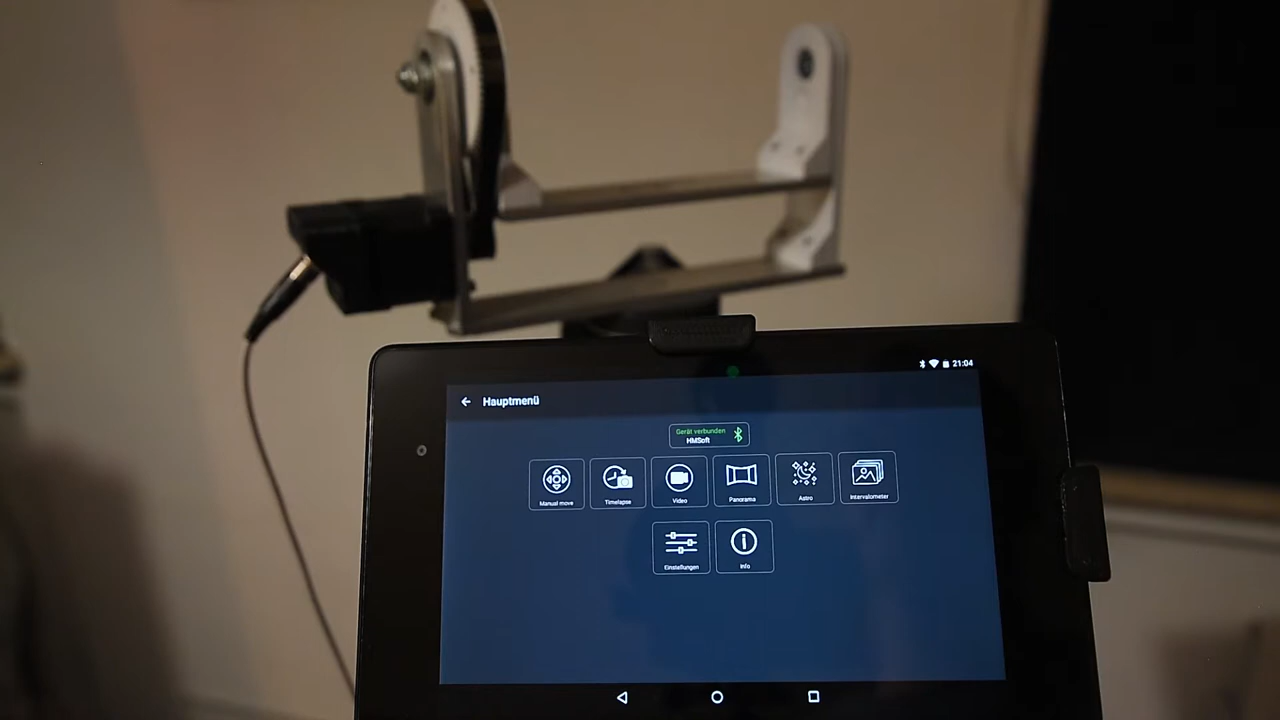 21:04
Hauptmenü
Gerät verbunden
HMSoft
Manual move
Timelapse
Video
Panorama
Astro
Intervalometer
Einstellungen
Info